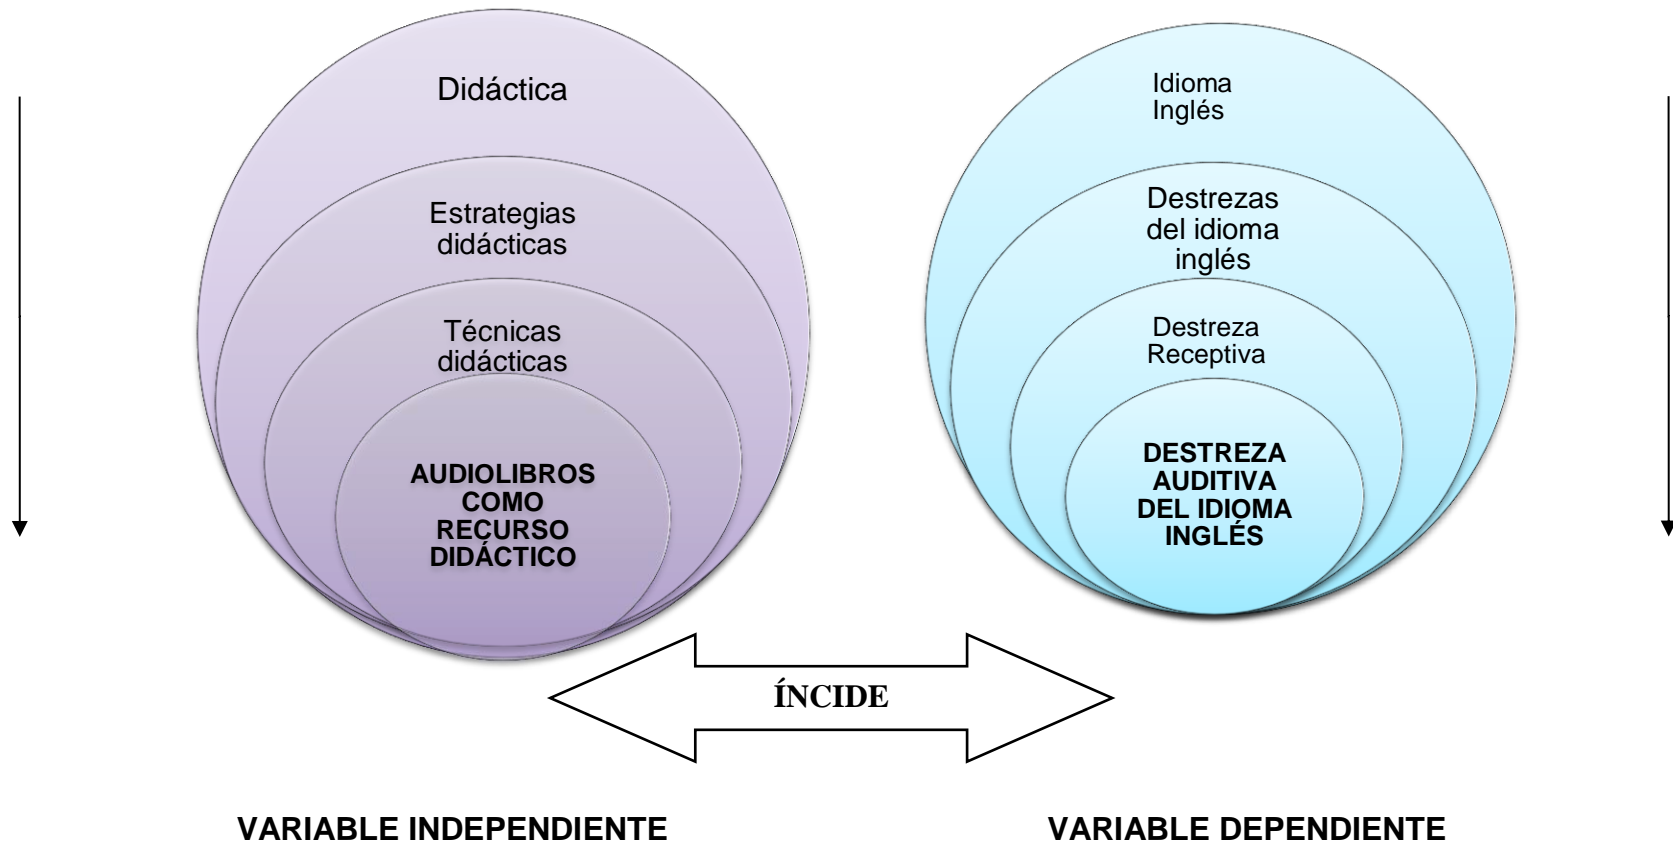 Didáctica
Estrategias
didácticas
Técnicas
didácticas
AUDIOLIBROS
COMO
RECURSO
DIDÁCTICO
Idioma
Inglés
Destrezas
del idioma
inglés
Destreza
Receptiva
DESTREZA
AUDITIVA
DEL IDIOMA
INGLÉS
ÍNCIDE
VARIABLE INDEPENDIENTE
VARIABLE DEPENDIENTE